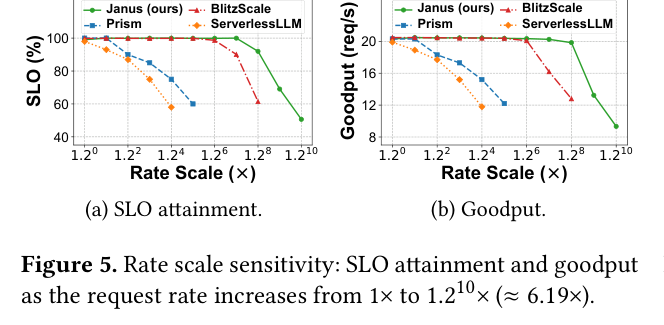 Janus (ours)
BlitzScale
Prism
ServerlessLLM
SLO (%)
100
80
60
40
1.2^0
1.2^2
1.2^4
1.2^6
1.2^8
1.2^10
Rate Scale (×)
(a) SLO attainment.
Janus (ours)
BlitzScale
Prism
ServerlessLLM
Goodput (req/s)
20
16
12
8
1.2^0
1.2^2
1.2^4
1.2^6
1.2^8
1.2^10
Rate Scale (×)
(b) Goodput.
Figure 5. Rate scale sensitivity: SLO attainment and goodput
as the request rate increases from 1× to 1.2^10× (≈ 6.19×).